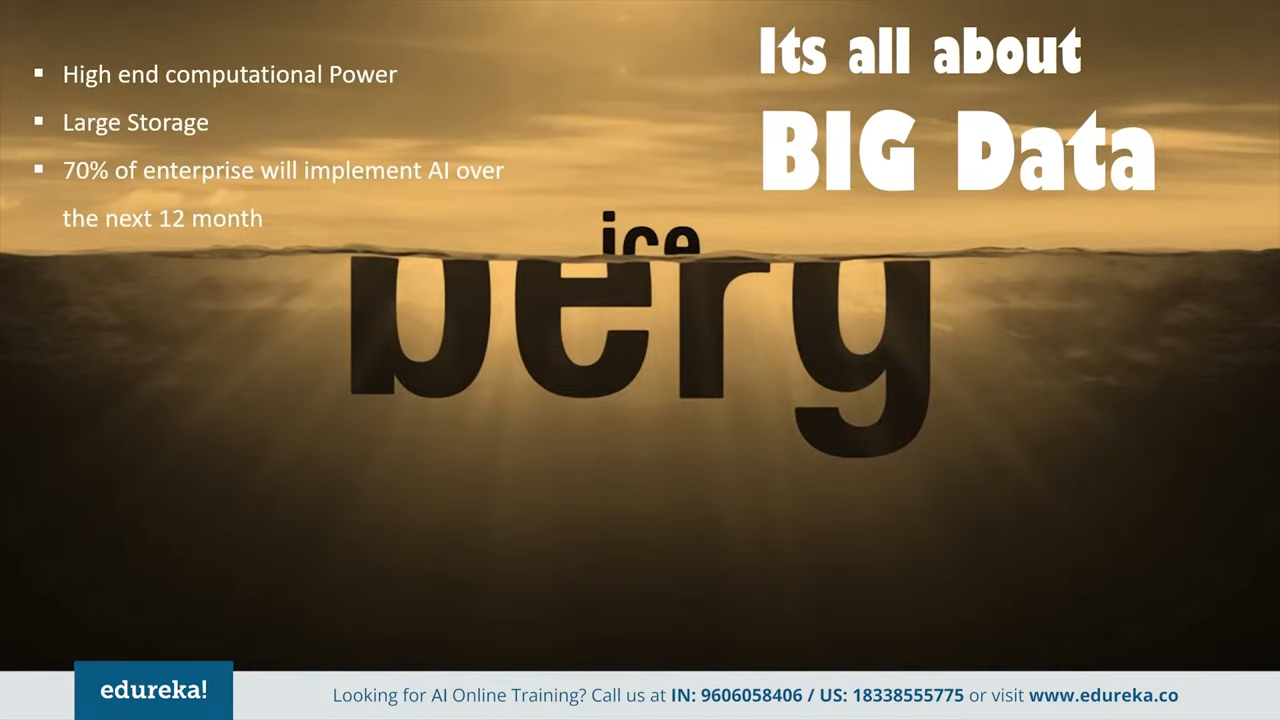 Its all about
BIG Data
▪ High end computational Power
▪ Large Storage
▪ 70% of enterprise will implement AI over
the next 12 month
ice
berg
edureka!
Looking for AI Online Training? Call us at IN: 9606058406 / US: 18338555775 or visit www.edureka.co